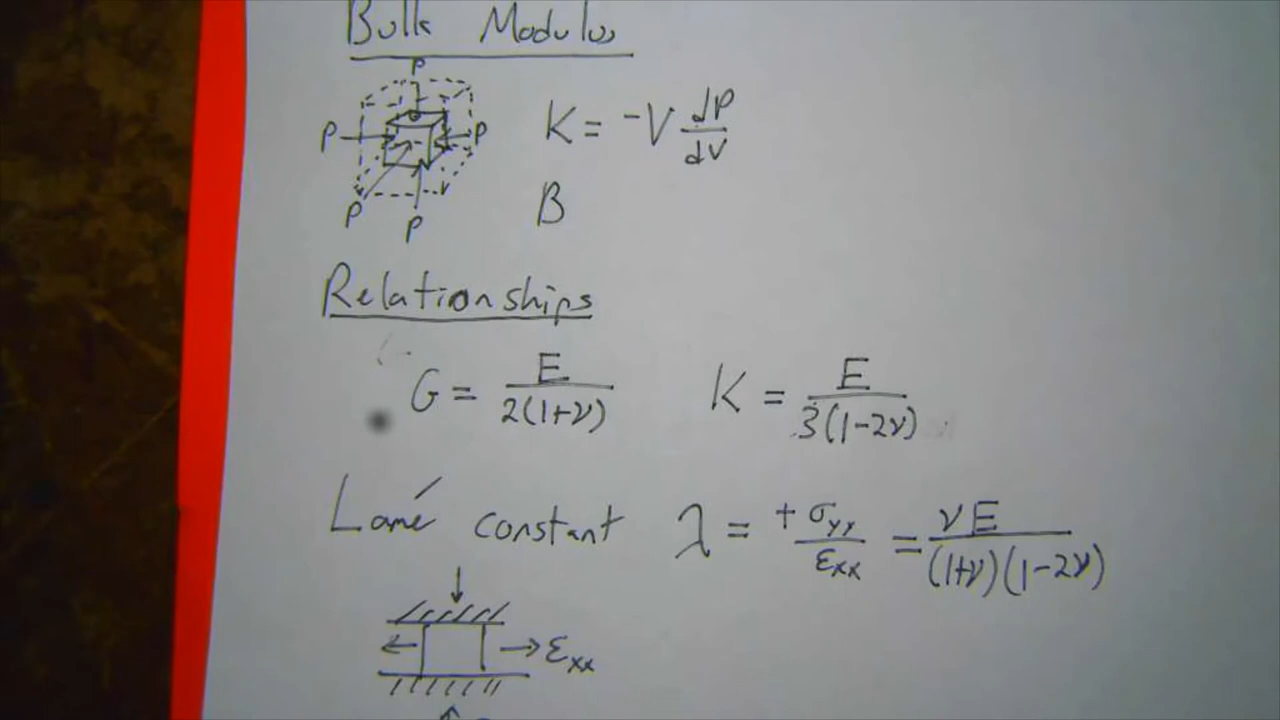 Bulk Modulus
P
P P
K = -V dP/dV
P
P
B
Relationships
G = E/2(1+ν) K = E/3(1-2ν)
Lamé constant λ = +σyy/εxx = νE/(1+ν)(1-2ν)
εxx